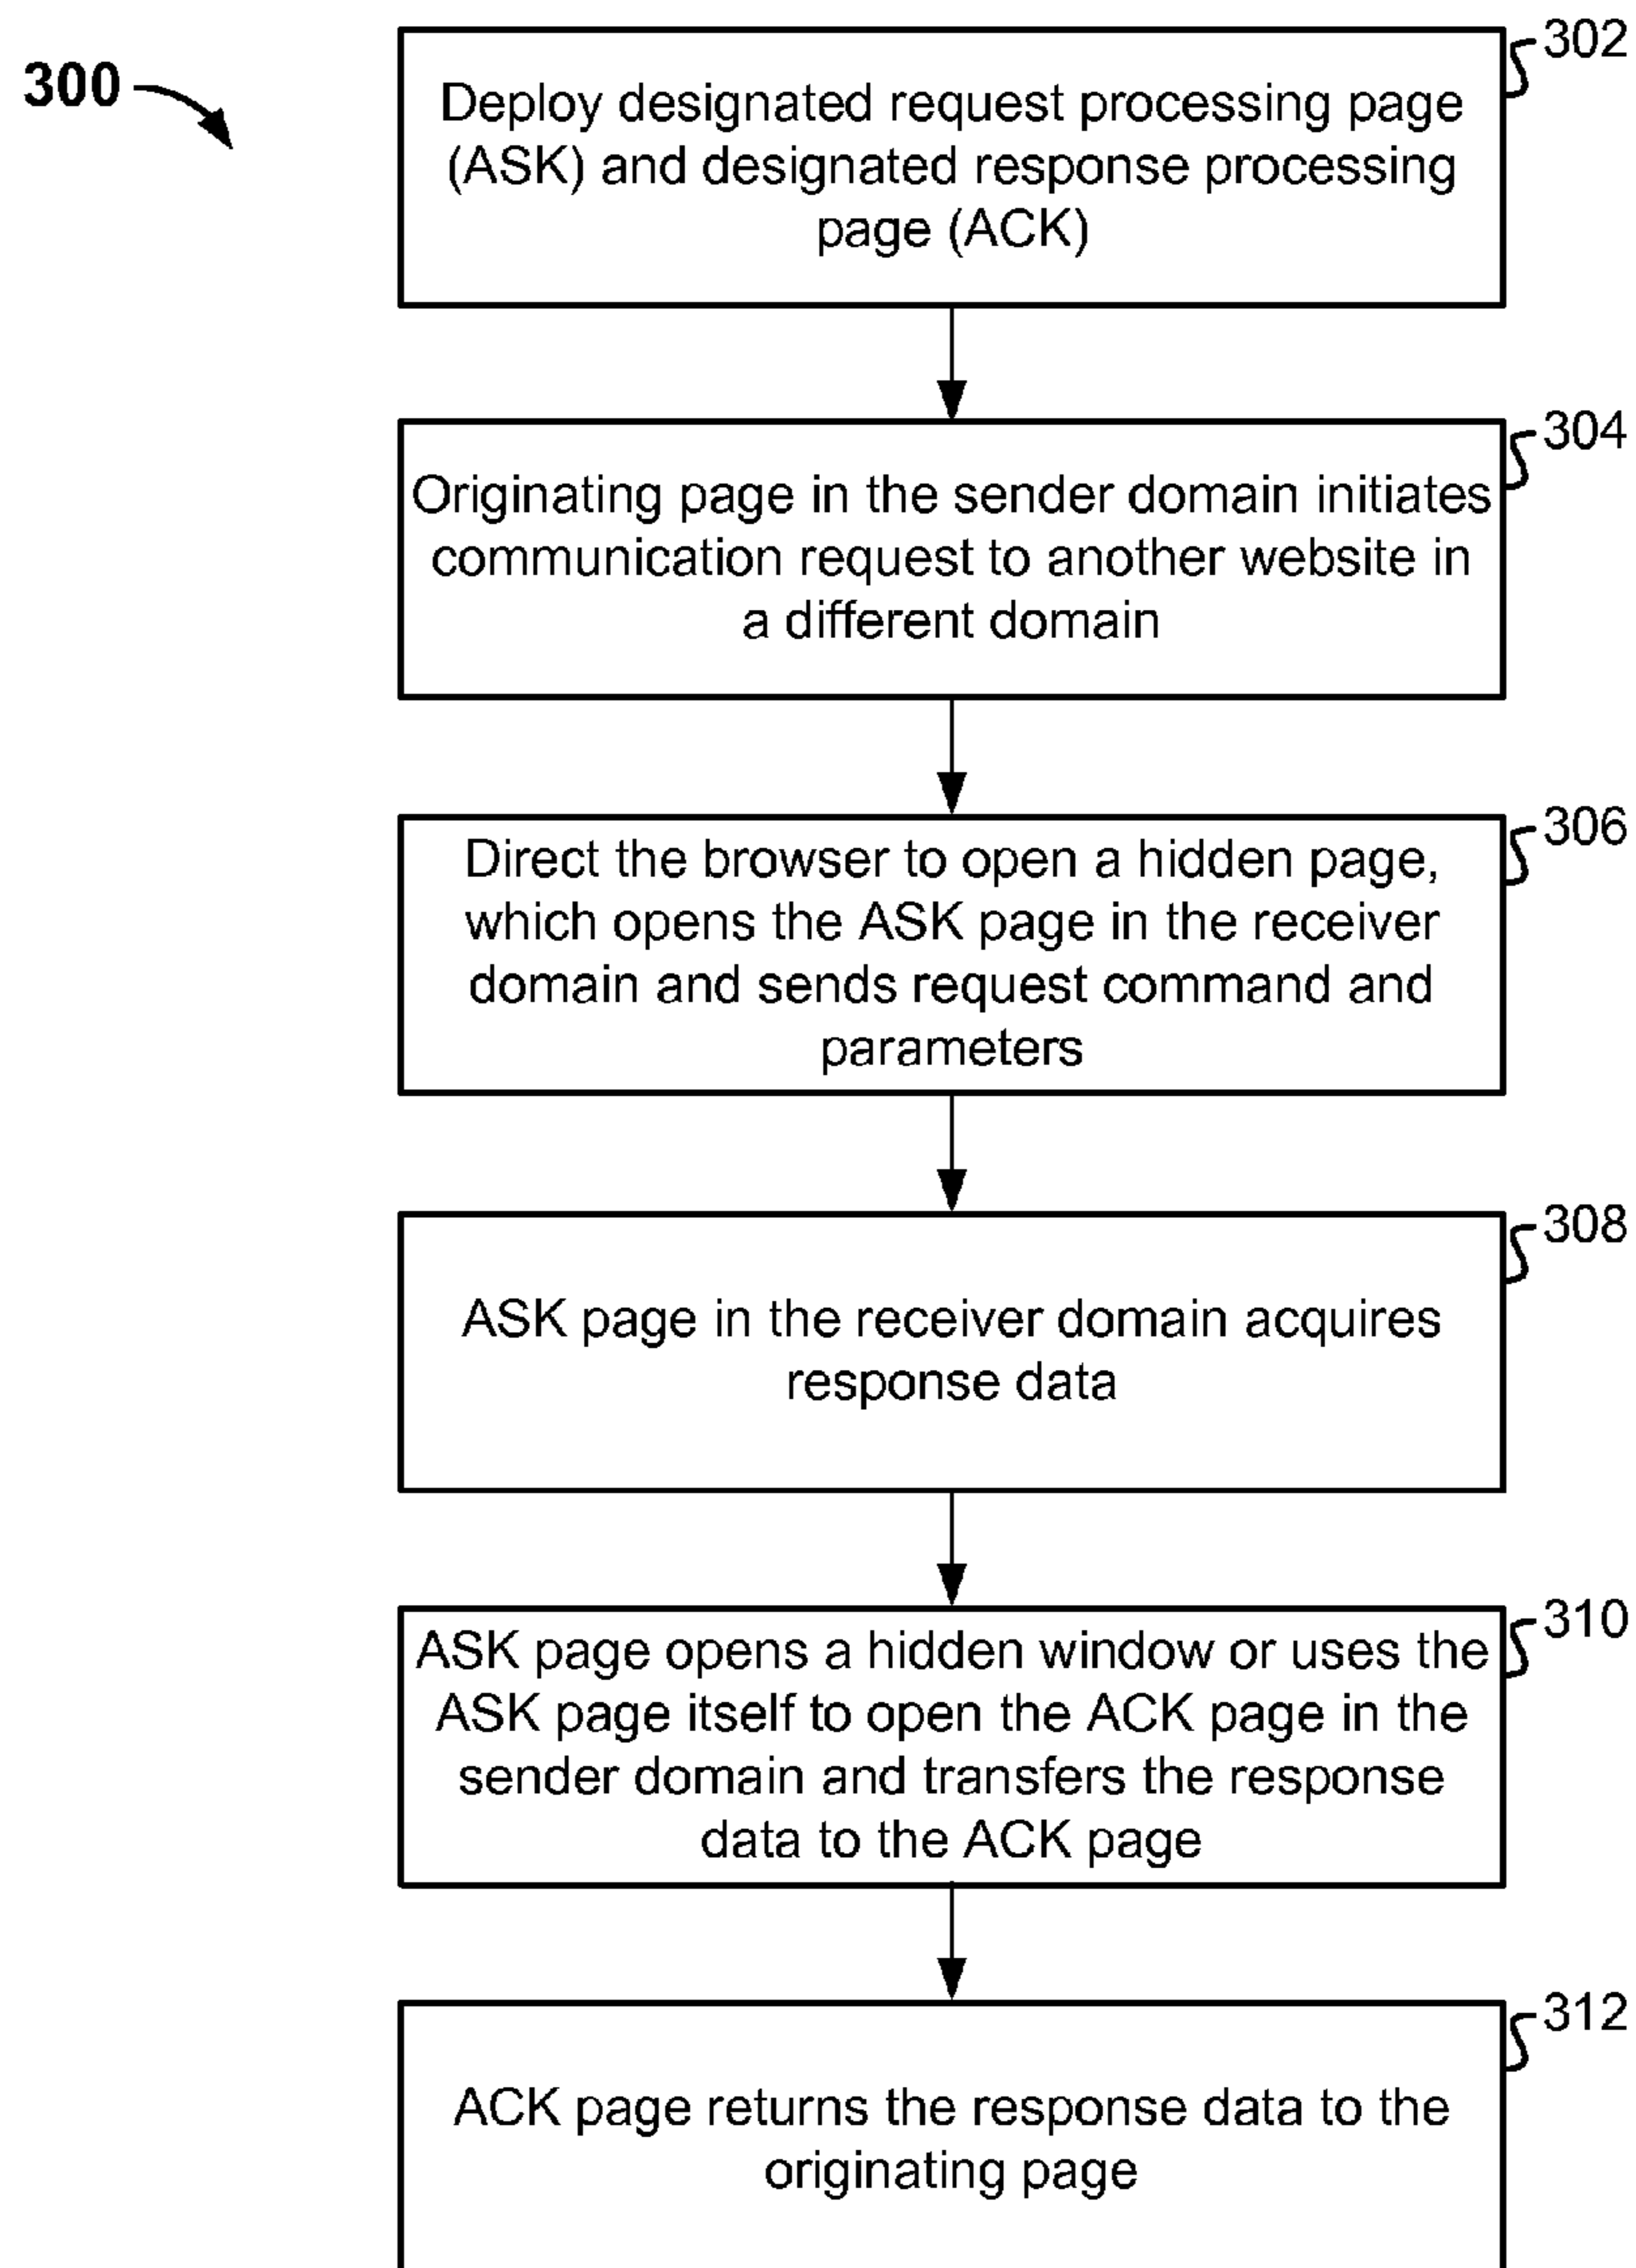 300
302
Deploy designated request processing page
(ASK) and designated response processing
page (ACK)
304
Originating page in the sender domain initiates
communication request to another website in
a different domain
306
Direct the browser to open a hidden page,
which opens the ASK page in the receiver
domain and sends request command and
parameters
308
ASK page in the receiver domain acquires
response data
310
ASK page opens a hidden window or uses the
ASK page itself to open the ACK page in the
sender domain and transfers the response
data to the ACK page
312
ACK page returns the response data to the
originating page